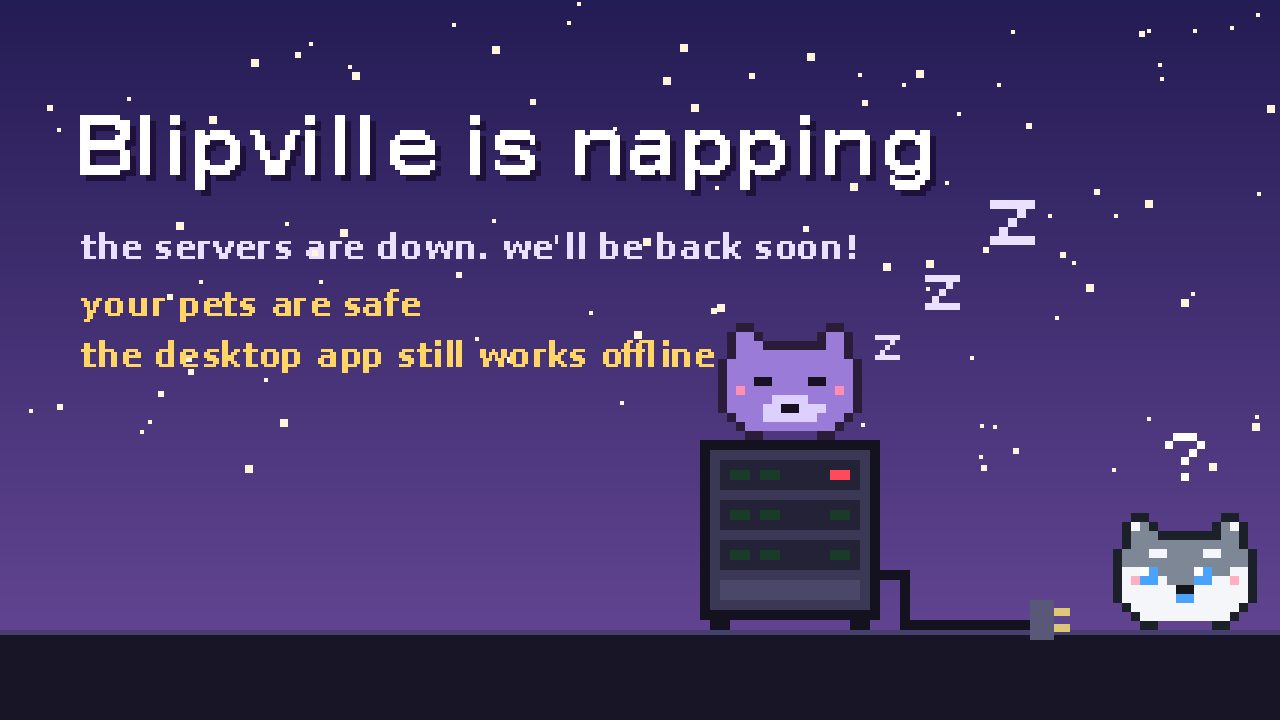 Blipville is napping
the servers are down. we'll be back soon!
your pets are safe
the desktop app still works offline
z
z
z
?